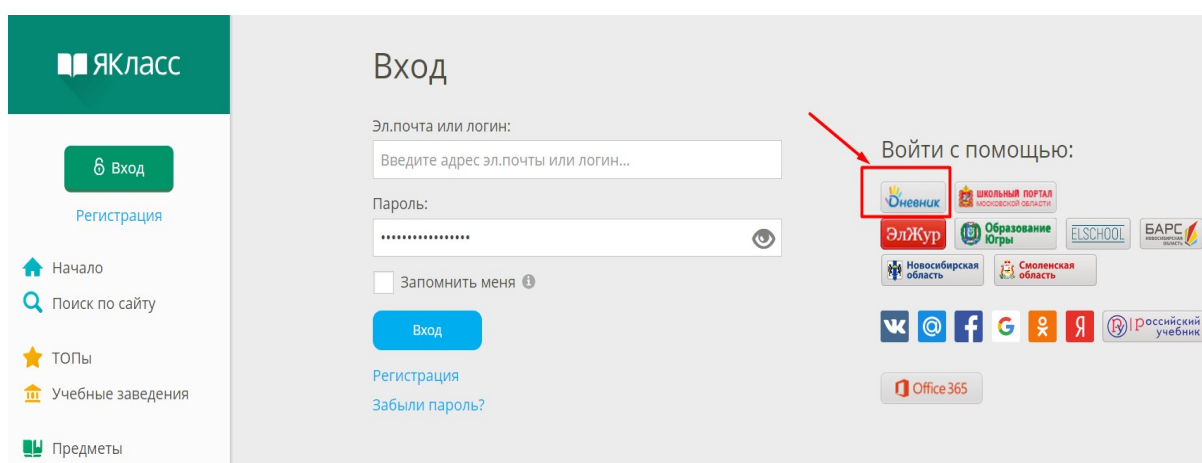 ЯКласс
Вход
Регистрация
Начало
Поиск по сайту
ТОПы
Учебные заведения
Предметы
Вход
Эл.почта или логин:
Введите адрес эл.почты или логин...
Пароль:
Запомнить меня
Вход
Регистрация
Забыли пароль?
Войти с помощью:
Дневник
ШКОЛЬНЫЙ ПОРТАЛ
МОСКОВСКОЙ ОБЛАСТИ
ЭлЖур
Образование
Югры
ELSCHOOL
БАРС
Новосибирская
область
Смоленская
область
Российский
учебник
Office 365